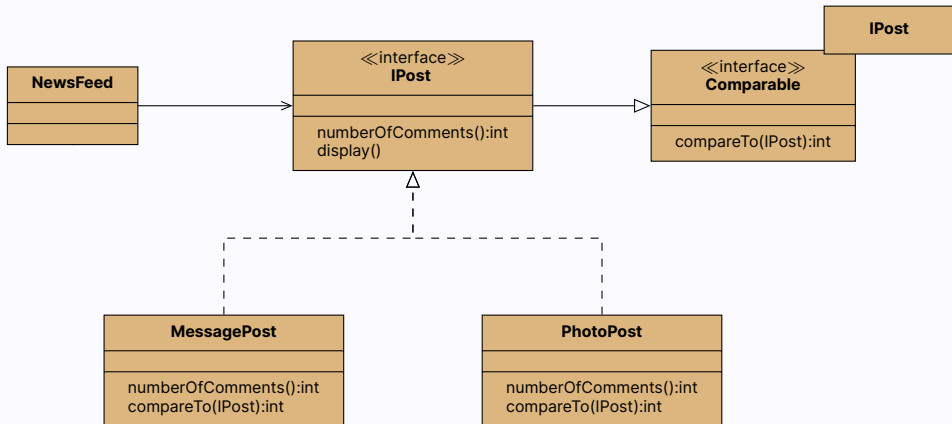 NewsFeed
≪interface≫
IPost
numberOfComments():int
display()
IPost
≪interface≫
Comparable
compareTo(IPost):int
MessagePost
numberOfComments():int
compareTo(IPost):int
PhotoPost
numberOfComments():int
compareTo(IPost):int